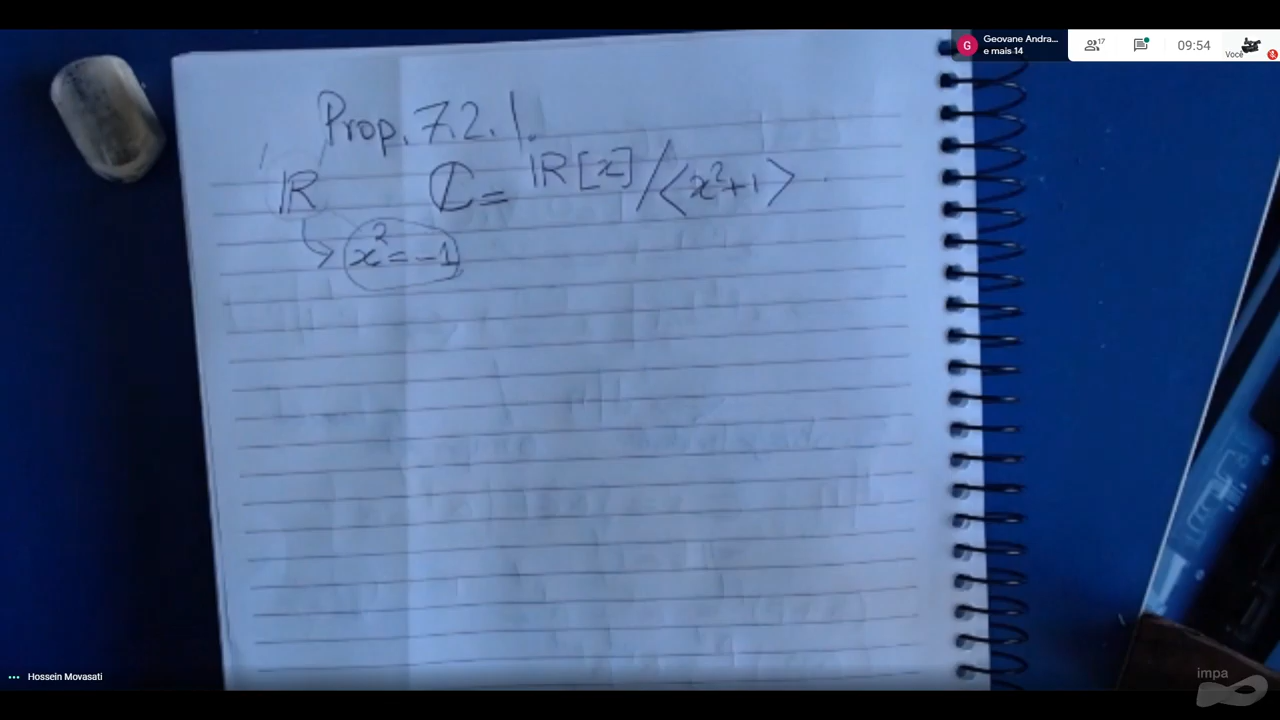 Geovane Andra...
e mais 14
17
09:54
Você
Prop. 7.2.1.
ℝ ℂ = ℝ[x]/<x²+1>
x² = -1
Hossein Movasati
impa